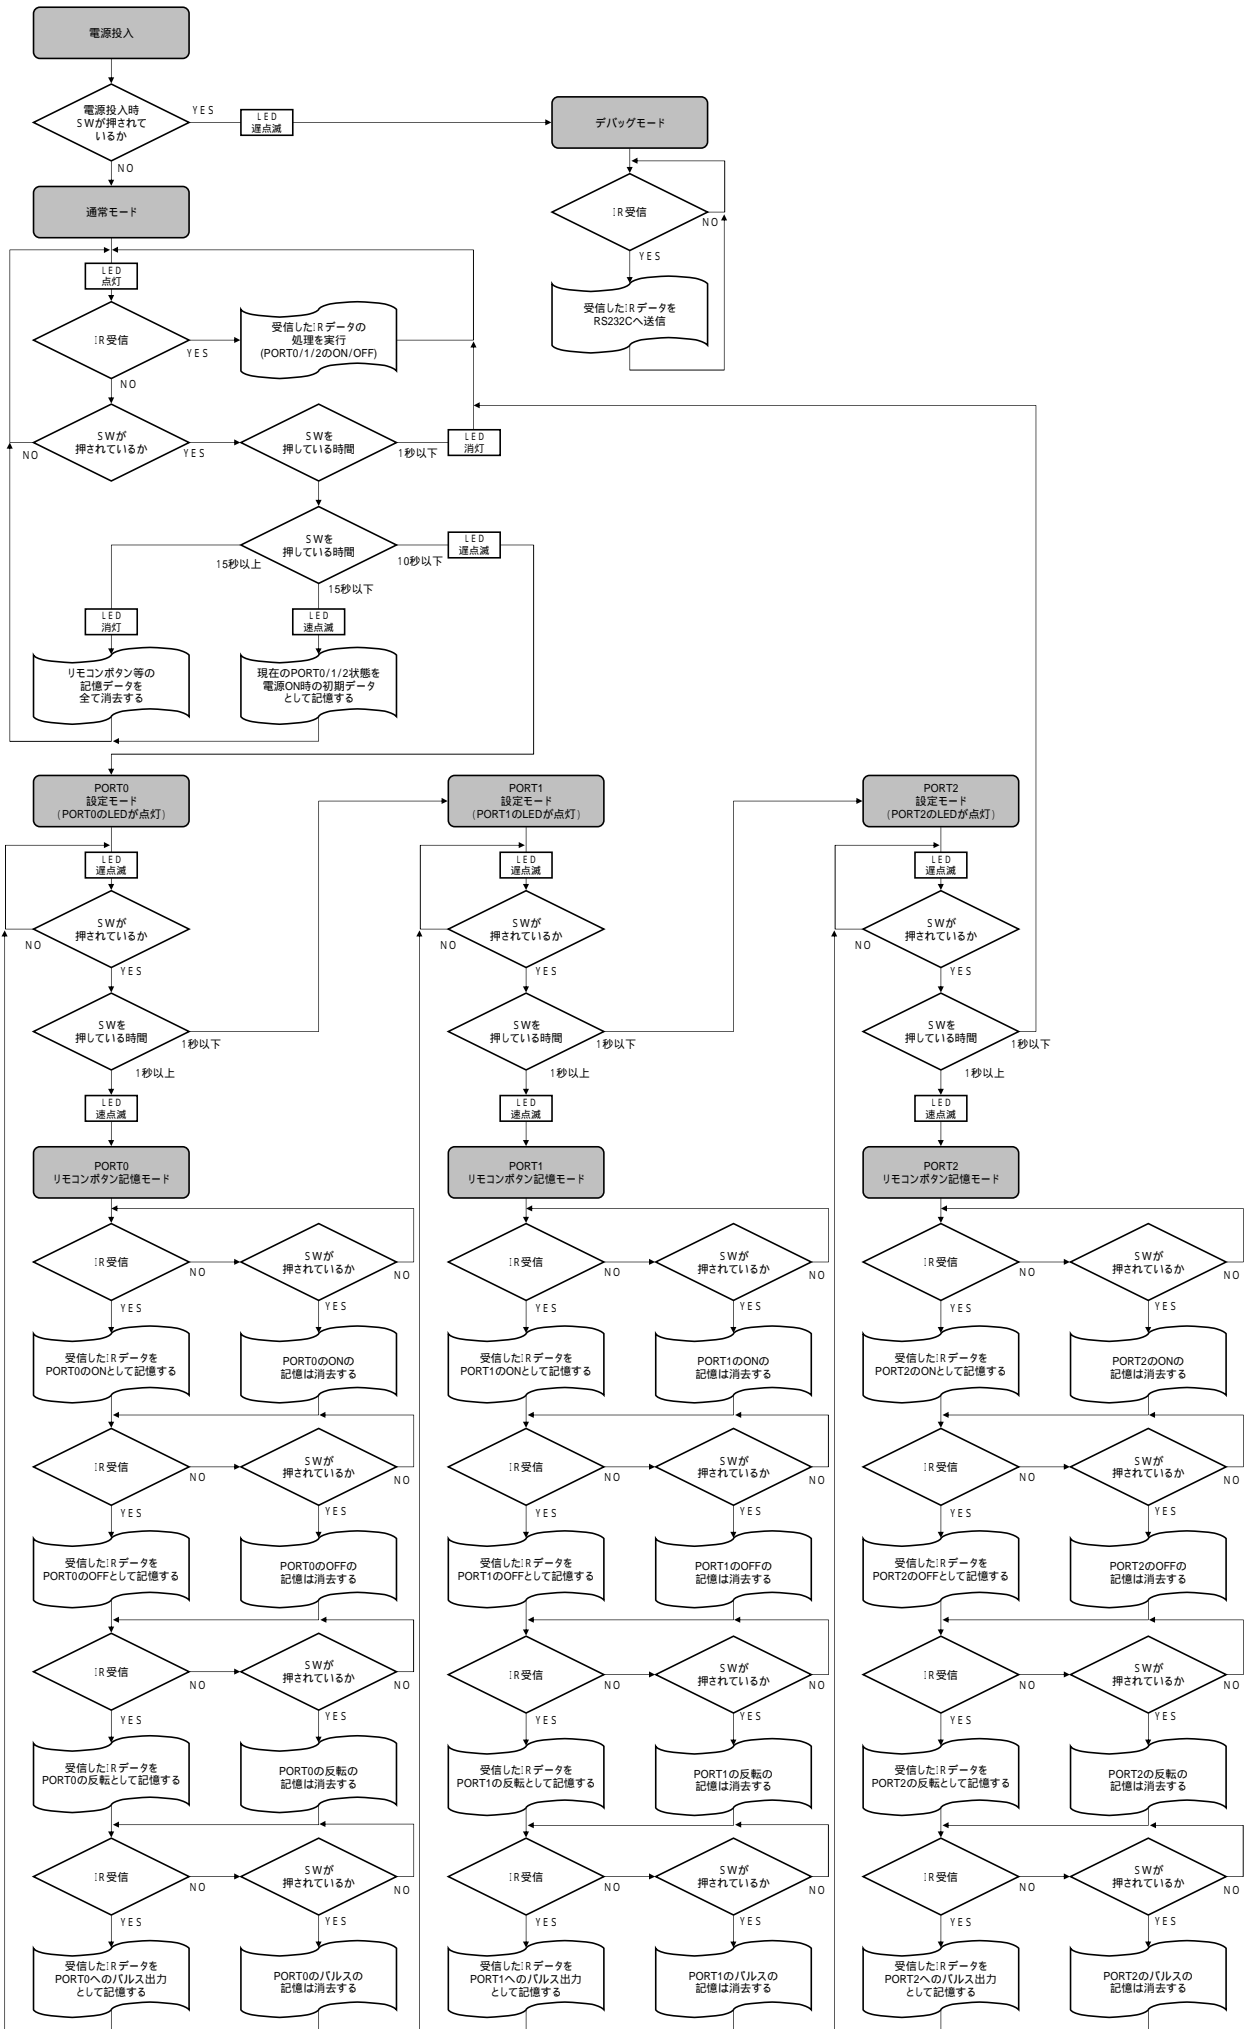 電源投入
電源投入時
SWが押されて
いるか
YES
LED
遅点滅
デバッグモード
NO
通常モード
IR受信
NO
YES
LED
点灯
受信したIRデータを
RS232Cへ送信
IR受信
YES
受信したIRデータの
処理を実行
(PORT0/1/2のON/OFF)
NO
SWが
押されているか
NO
YES
SWを
押している時間
1秒以下
LED
消灯
SWを
押している時間
15秒以上
10秒以下
LED
遅点滅
15秒以下
LED
消灯
LED
速点滅
リモコンボタン等の
記憶データを
全て消去する
現在のPORT0/1/2状態を
電源ON時の初期データ
として記憶する
PORT0
設定モード
(PORT0のLEDが点灯)
LED
遅点滅
SWが
押されているか
NO
YES
SWを
押している時間
1秒以下
1秒以上
LED
速点滅
PORT0
リモコンボタン記憶モード
IR受信
NO
SWが
押されているか
NO
YES
YES
受信したIRデータを
PORT0のONとして記憶する
PORT0のONの
記憶は消去する
IR受信
NO
SWが
押されているか
NO
YES
YES
受信したIRデータを
PORT0のOFFとして記憶する
PORT0のOFFの
記憶は消去する
IR受信
NO
SWが
押されているか
NO
YES
YES
受信したIRデータを
PORT0の反転として記憶する
PORT0の反転の
記憶は消去する
IR受信
NO
SWが
押されているか
NO
YES
YES
受信したIRデータを
PORT0へのパルス出力
として記憶する
PORT0のパルスの
記憶は消去する
PORT1
設定モード
(PORT1のLEDが点灯)
LED
遅点滅
SWが
押されているか
NO
YES
SWを
押している時間
1秒以下
1秒以上
LED
速点滅
PORT1
リモコンボタン記憶モード
IR受信
NO
SWが
押されているか
NO
YES
YES
受信したIRデータを
PORT1のONとして記憶する
PORT1のONの
記憶は消去する
IR受信
NO
SWが
押されているか
NO
YES
YES
受信したIRデータを
PORT1のOFFとして記憶する
PORT1のOFFの
記憶は消去する
IR受信
NO
SWが
押されているか
NO
YES
YES
受信したIRデータを
PORT1の反転として記憶する
PORT1の反転の
記憶は消去する
IR受信
NO
SWが
押されているか
NO
YES
YES
受信したIRデータを
PORT1へのパルス出力
として記憶する
PORT1のパルスの
記憶は消去する
PORT2
設定モード
(PORT2のLEDが点灯)
LED
遅点滅
SWが
押されているか
NO
YES
SWを
押している時間
1秒以下
1秒以上
LED
速点滅
PORT2
リモコンボタン記憶モード
IR受信
NO
SWが
押されているか
NO
YES
YES
受信したIRデータを
PORT2のONとして記憶する
PORT2のONの
記憶は消去する
IR受信
NO
SWが
押されているか
NO
YES
YES
受信したIRデータを
PORT2のOFFとして記憶する
PORT2のOFFの
記憶は消去する
IR受信
NO
SWが
押されているか
NO
YES
YES
受信したIRデータを
PORT2の反転として記憶する
PORT2の反転の
記憶は消去する
IR受信
NO
SWが
押されているか
NO
YES
YES
受信したIRデータを
PORT2へのパルス出力
として記憶する
PORT2のパルスの
記憶は消去する